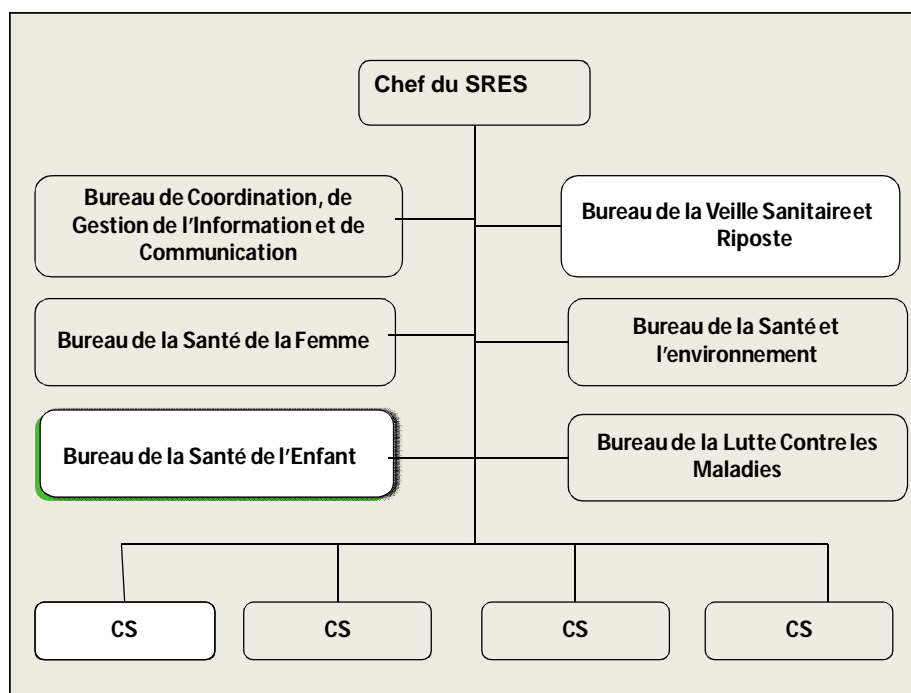 Chef du SRES
Bureau de Coordination, de
Gestion de l'Information et de
Communication
Bureau de la Veille Sanitaire et
Riposte
Bureau de la Santé de la Femme
Bureau de la Santé et
l'environnement
Bureau de la Santé de l'Enfant
Bureau de la Lutte Contre les
Maladies
CS
CS
CS
CS